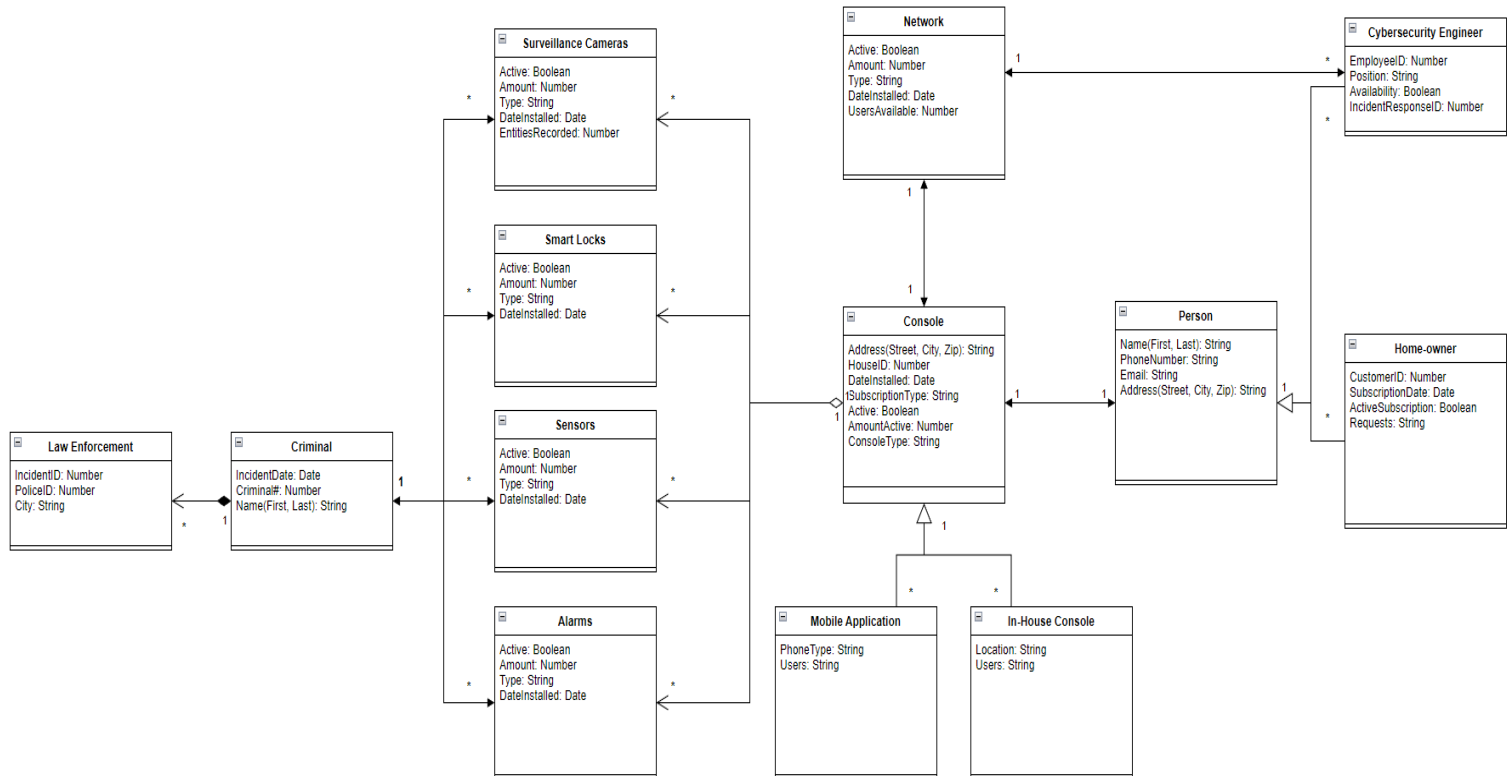 Network
Active: Boolean
Amount: Number
Type: String
DateInstalled: Date
UsersAvailable: Number
Cybersecurity Engineer
EmployeeID: Number
Position: String
Availability: Boolean
IncidentResponseID: Number
Surveillance Cameras
Active: Boolean
Amount: Number
Type: String
DateInstalled: Date
EntitiesRecorded: Number
Smart Locks
Active: Boolean
Amount: Number
Type: String
DateInstalled: Date
Console
Address(Street, City, Zip): String
HouseID: Number
DateInstalled: Date
SubscriptionType: String
Active: Boolean
AmountActive: Number
ConsoleType: String
Person
Name(First, Last): String
PhoneNumber: String
Email: String
Address(Street, City, Zip): String
Home-owner
CustomerID: Number
SubscriptionDate: Date
ActiveSubscription: Boolean
Requests: String
Law Enforcement
IncidentID: Number
PoliceID: Number
City: String
Criminal
IncidentDate: Date
Criminal#: Number
Name(First, Last): String
Sensors
Active: Boolean
Amount: Number
Type: String
DateInstalled: Date
Alarms
Active: Boolean
Amount: Number
Type: String
DateInstalled: Date
Mobile Application
PhoneType: String
Users: String
In-House Console
Location: String
Users: String
1
*
*
*
1
1
*
*
*
*
1
1
1
1
1
*
*
*
1
*
1
1
*
*
*
*